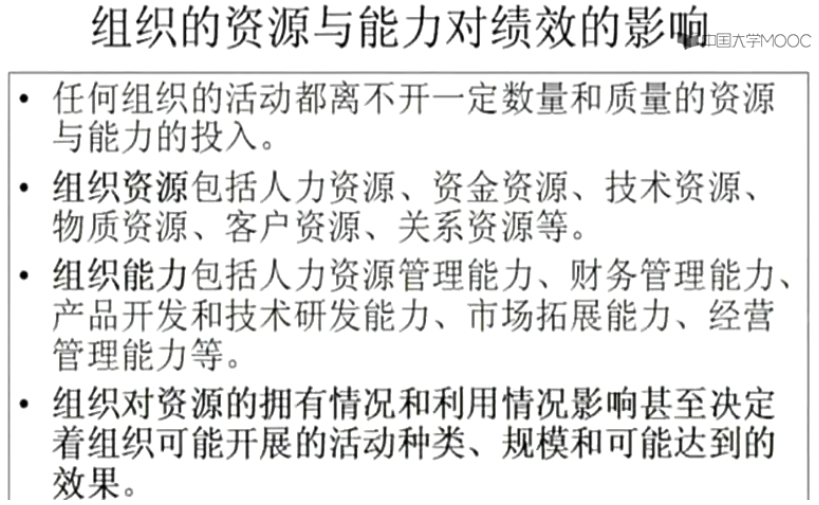 组织的资源与能力对绩效的影响
中国大学MOOC
• 任何组织的活动都离不开一定数量和质量的资源
与能力的投入。
• 组织资源包括人力资源、资金资源、技术资源、
物质资源、客户资源、关系资源等。
• 组织能力包括人力资源管理能力、财务管理能力、
产品开发和技术研发能力、市场拓展能力、经营
管理能力等。
• 组织对资源的拥有情况和利用情况影响甚至决定
着组织可能开展的活动种类、规模和可能达到的
效果。